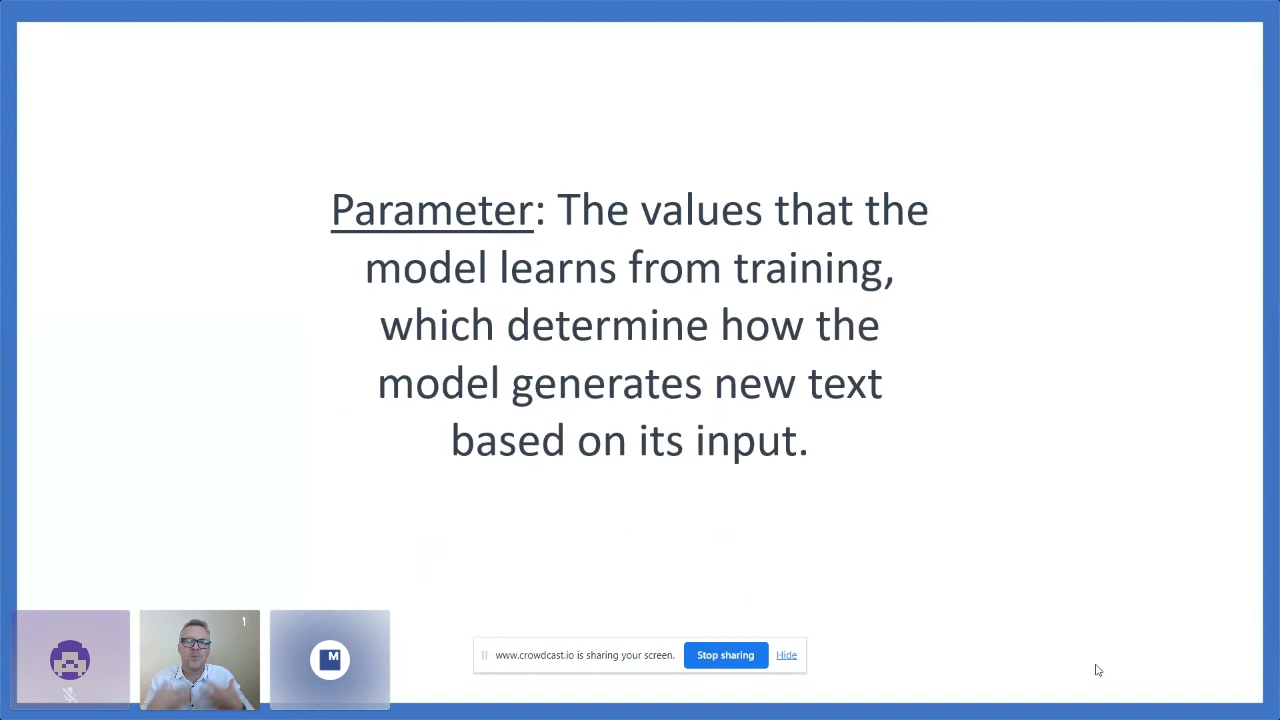 Parameter: The values that the
model learns from training,
which determine how the
model generates new text
based on its input.
M
www.crowdcast.io is sharing your screen.
Stop sharing
Hide